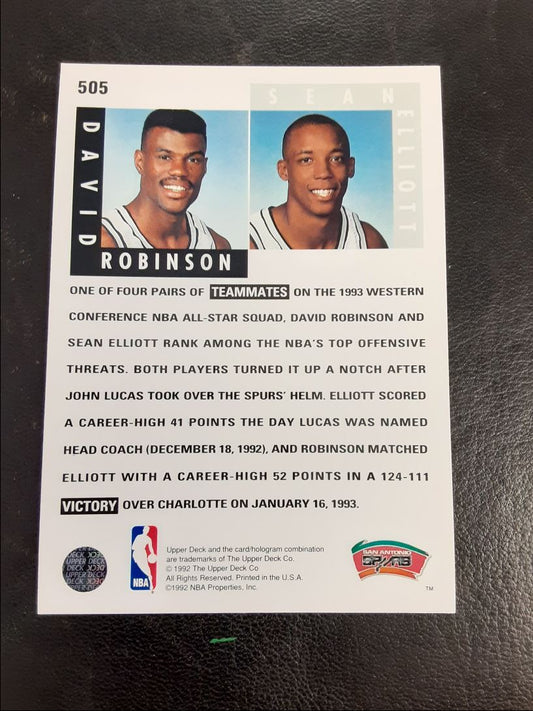 505
SEAN
ELLIOTT
DAVID
ROBINSON
ONE OF FOUR PAIRS OF TEAMMATES ON THE 1993 WESTERN
CONFERENCE NBA ALL-STAR SQUAD, DAVID ROBINSON AND
SEAN ELLIOTT RANK AMONG THE NBA'S TOP OFFENSIVE
THREATS. BOTH PLAYERS TURNED IT UP A NOTCH AFTER
JOHN LUCAS TOOK OVER THE SPURS' HELM. ELLIOTT SCORED
A CAREER-HIGH 41 POINTS THE DAY LUCAS WAS NAMED
HEAD COACH (DECEMBER 18, 1992), AND ROBINSON MATCHED
ELLIOTT WITH A CAREER-HIGH 52 POINTS IN A 124-111
VICTORY OVER CHARLOTTE ON JANUARY 16, 1993.
UPPER DECK
UPPER DECK
NBA
Upper Deck and the card/hologram combination
are trademarks of The Upper Deck Co.
© 1992 The Upper Deck Co
All Rights Reserved. Printed in the U.S.A.
©1992 NBA Properties, Inc.
SAN ANTONIO
SPURS
TM